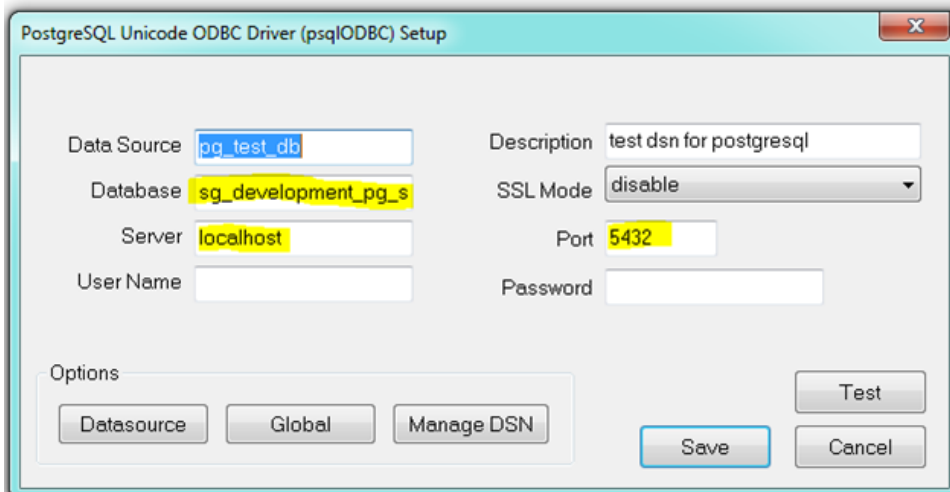 PostgreSQL Unicode ODBC Driver (psqlODBC) Setup
Data Source pg_test_db
Description test dsn for postgresql
Database sg_development_pg_s
SSL Mode disable
Server localhost
Port 5432
User Name
Password
Options
Datasource Global Manage DSN
Test
Save Cancel